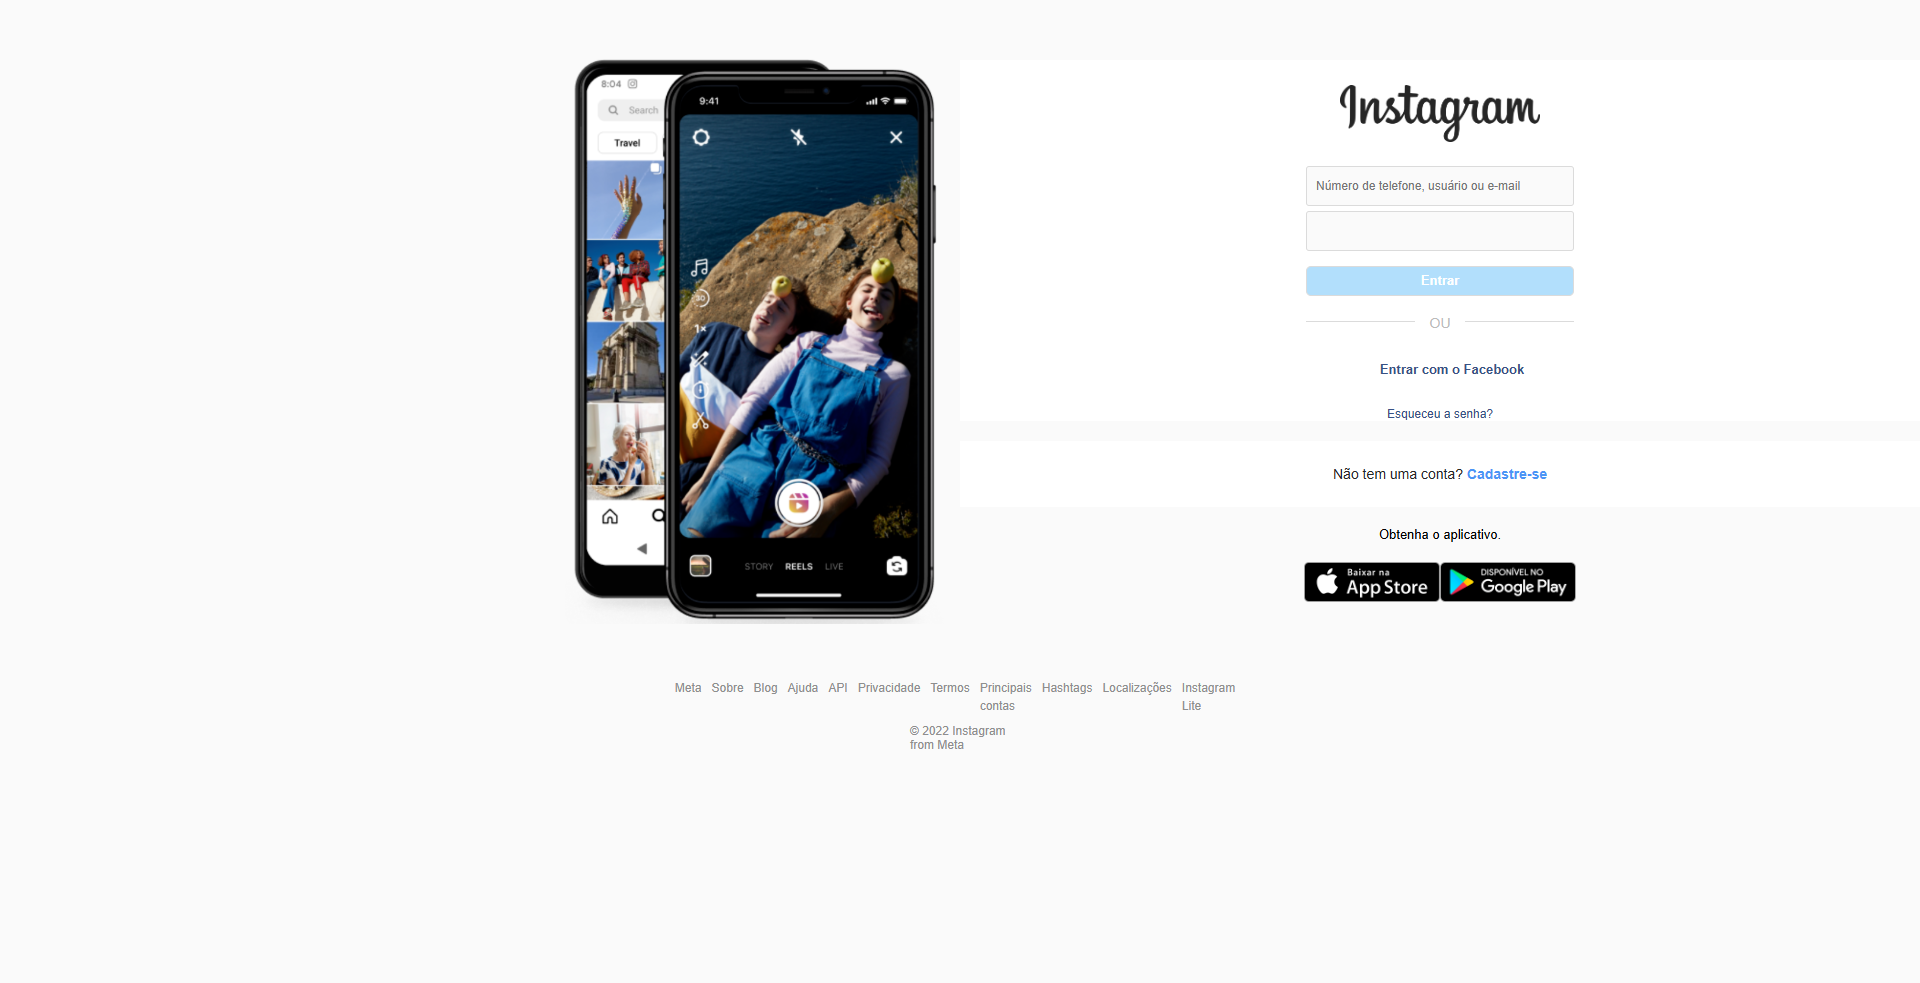 8:04
Search
Travel
9:41
30
1×
STORY REELS LIVE
Instagram
Número de telefone, usuário ou e-mail
Entrar
OU
Entrar com o Facebook
Esqueceu a senha?
Não tem uma conta? Cadastre-se
Obtenha o aplicativo.
Baixar na
App Store
DISPONÍVEL NO
Google Play
Meta Sobre Blog Ajuda API Privacidade Termos Principais contas Hashtags Localizações Instagram Lite
© 2022 Instagram
from Meta